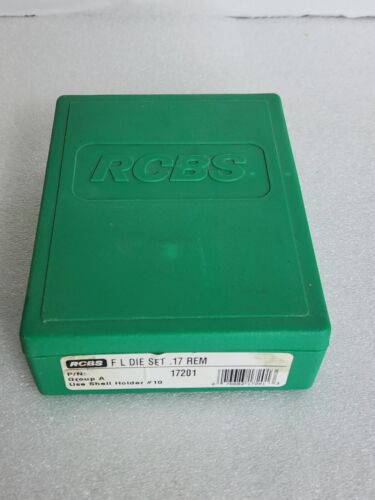 RCBS
RCBS F L DIE SET .17 REM
P/N: 17201
Group A
Use Shell Holder #10